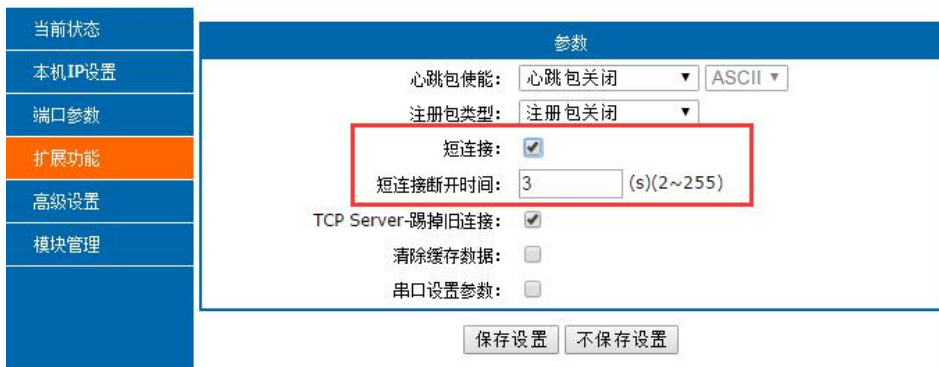 当前状态
本机IP设置
端口参数
扩展功能
高级设置
模块管理
参数
心跳包使能： 心跳包关闭 ASCII
注册包类型： 注册包关闭
短连接：
短连接断开时间： 3 (s)(2~255)
TCP Server-踢掉旧连接：
清除缓存数据：
串口设置参数：
保存设置 不保存设置